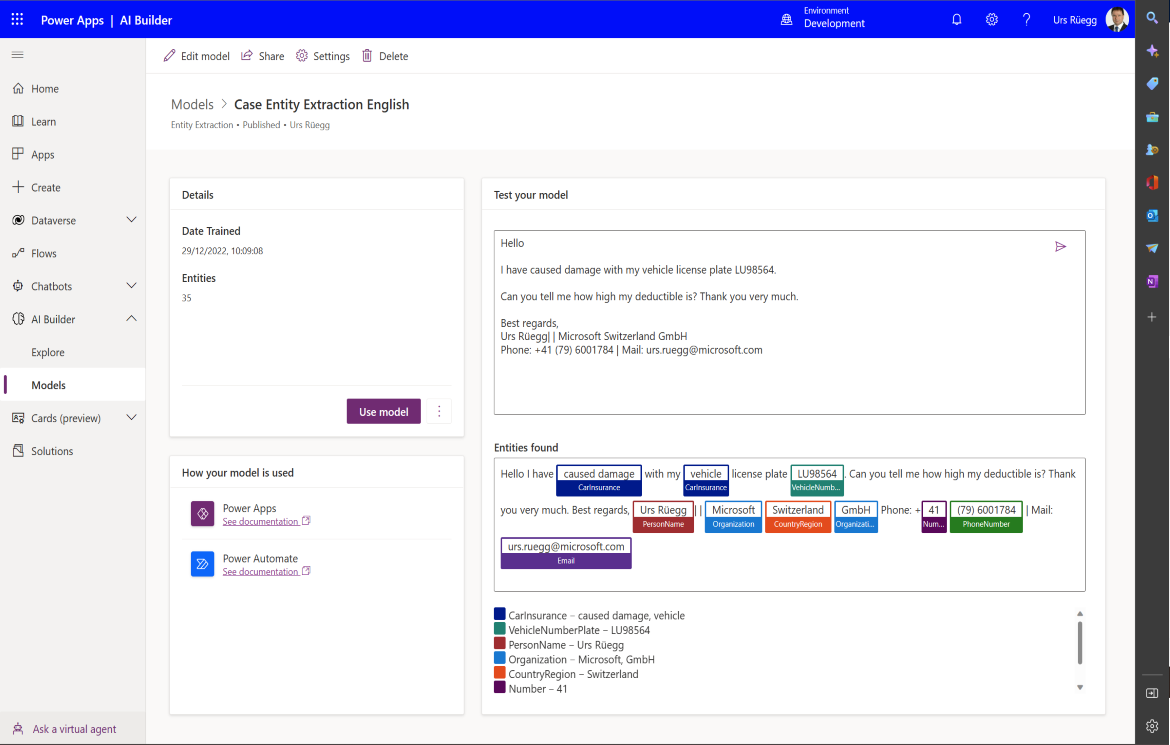 Power Apps | AI Builder
Environment
Development
Urs Rüegg
Edit model
Share
Settings
Delete
Home
Learn
Apps
Create
Dataverse
Flows
Chatbots
AI Builder
Explore
Models
Cards (preview)
Solutions
Ask a virtual agent
Models > Case Entity Extraction English
Entity Extraction • Published • Urs Rüegg
Details
Date Trained
29/12/2022, 10:09:08
Entities
35
Use model
How your model is used
Power Apps
See documentation
Power Automate
See documentation
Test your model
Hello
I have caused damage with my vehicle license plate LU98564.
Can you tell me how high my deductible is? Thank you very much.
Best regards,
Urs Rüegg| | Microsoft Switzerland GmbH
Phone: +41 (79) 6001784 | Mail: urs.ruegg@microsoft.com
Entities found
Hello I have caused damage with my vehicle license plate LU98564. Can you tell me how high my deductible is? Thank
CarInsurance CarInsurance VehicleNumb...
you very much. Best regards, Urs Rüegg | | Microsoft Switzerland GmbH Phone: + 41 (79) 6001784 | Mail:
PersonName Organization CountryRegion Organizati... Num... PhoneNumber
urs.ruegg@microsoft.com
Email
CarInsurance – caused damage, vehicle
VehicleNumberPlate – LU98564
PersonName – Urs Rüegg
Organization – Microsoft, GmbH
CountryRegion – Switzerland
Number – 41